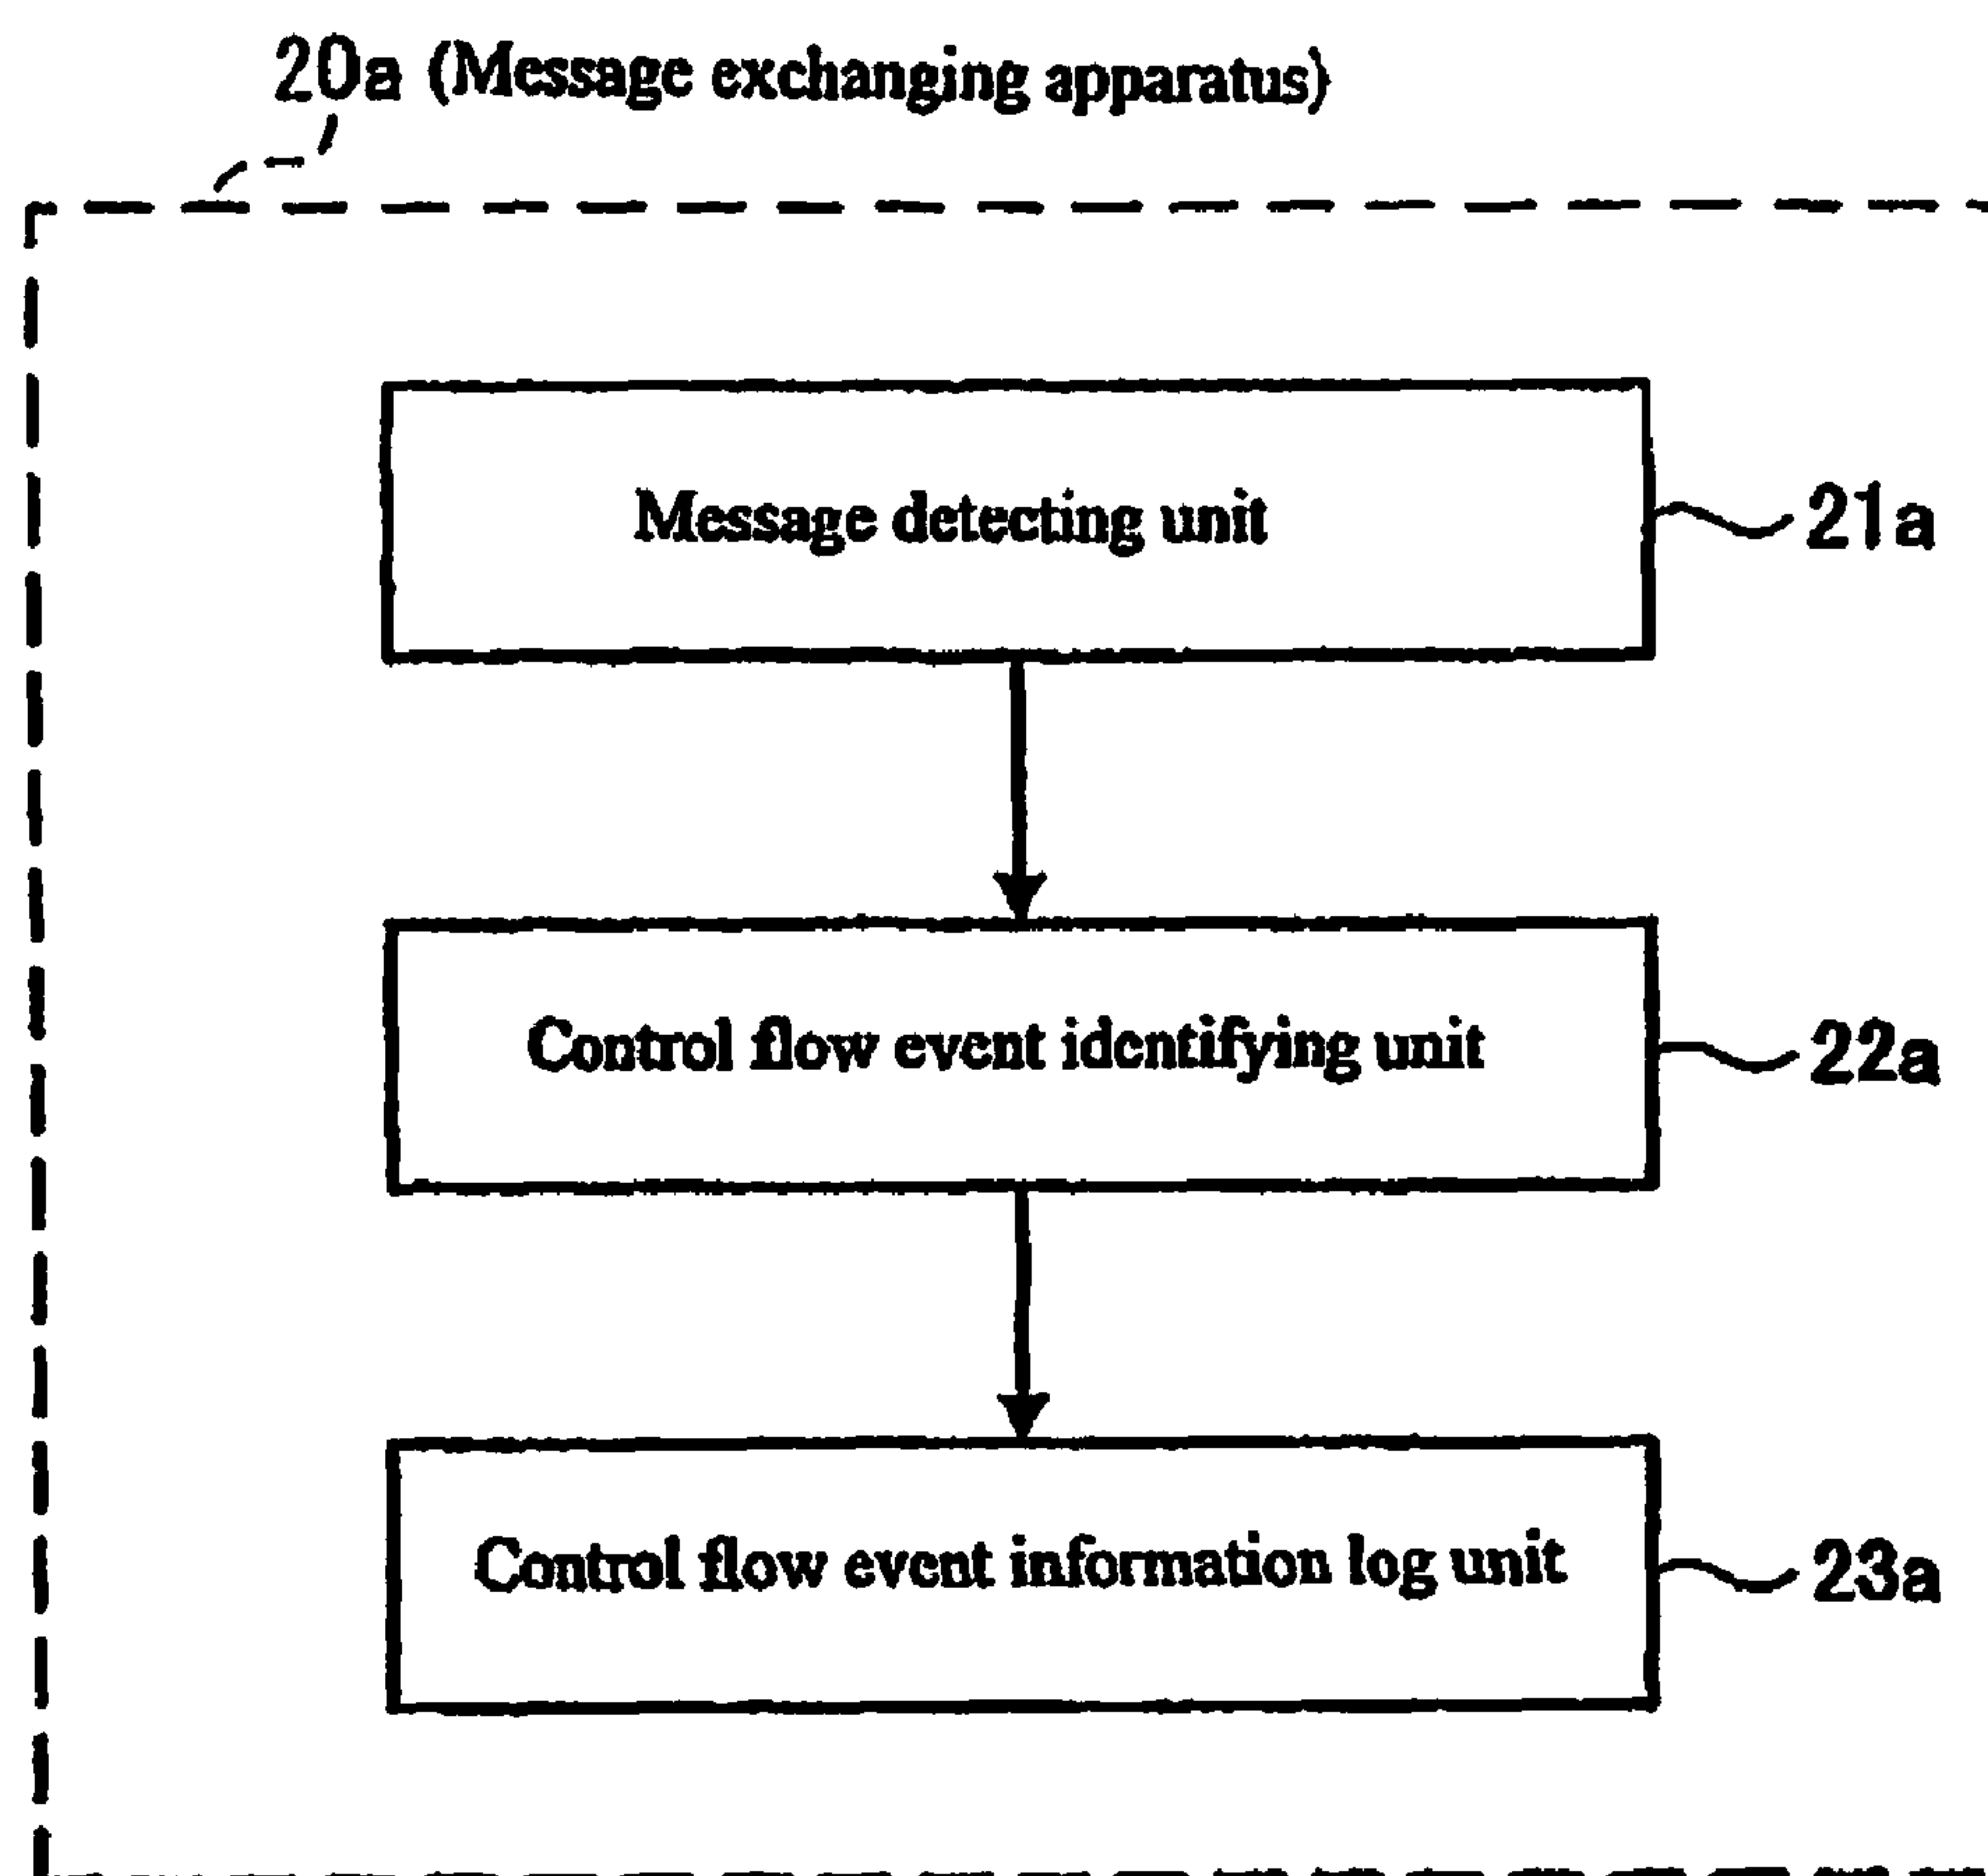 20a (Message exchanging apparatus)
Message detecting unit
21a
Control flow event identifying unit
22a
Control flow event information log unit
23a